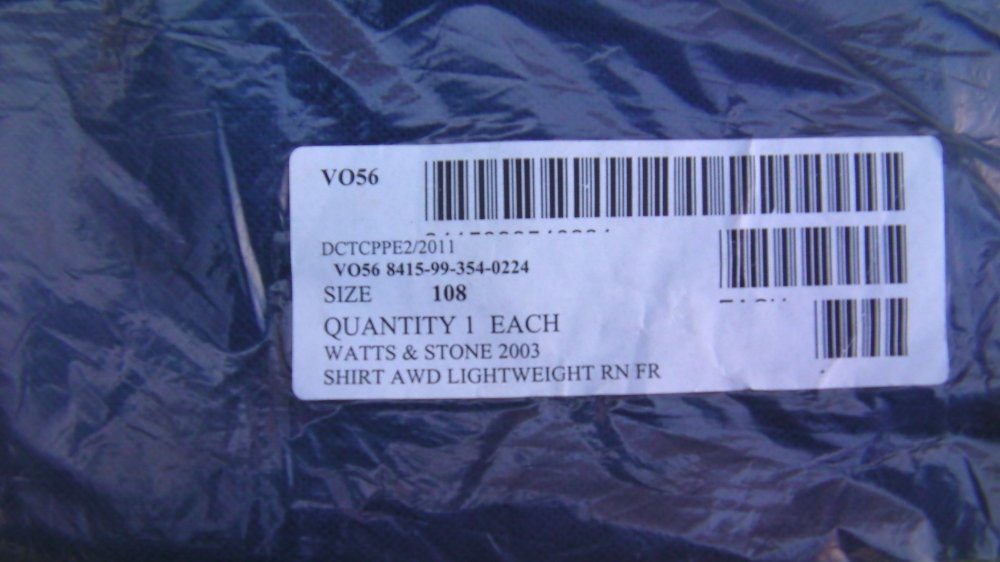 VO56
DCTCPPE2/2011
VO56 8415-99-354-0224
SIZE 108
QUANTITY 1 EACH
WATTS & STONE 2003
SHIRT AWD LIGHTWEIGHT RN FR